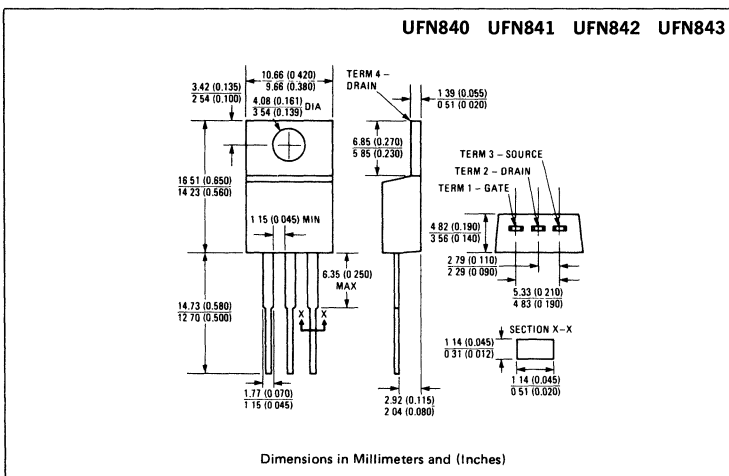 UFN840 UFN841 UFN842 UFN843
10.66 (0 420)
9.66 (0.380)
TERM 4 –
DRAIN
3.42 (0.135)
2 54 (0.100)
4.08 (0.161)
3 54 (0.139)
DIA
1 39 (0.055)
0 51 (0 020)
6.85 (0.270)
5 85 (0.230)
TERM 3 – SOURCE
TERM 2 – DRAIN
TERM 1 – GATE
16 51 (0.650)
14 23 (0.560)
1 15 (0 045) MIN
4 82 (0.190)
3 56 (0 140)
6.35 (0 250)
MAX
2 79 (0 110)
2 29 (0 090)
5.33 (0 210)
4 83 (0 190)
14.73 (0.580)
12 70 (0.500)
X X
SECTION X–X
1 14 (0.045)
0 31 (0 012)
1.77 (0 070)
1 15 (0 045)
2.92 (0.115)
2 04 (0.080)
1 14 (0.045)
0 51 (0.020)
Dimensions in Millimeters and (Inches)